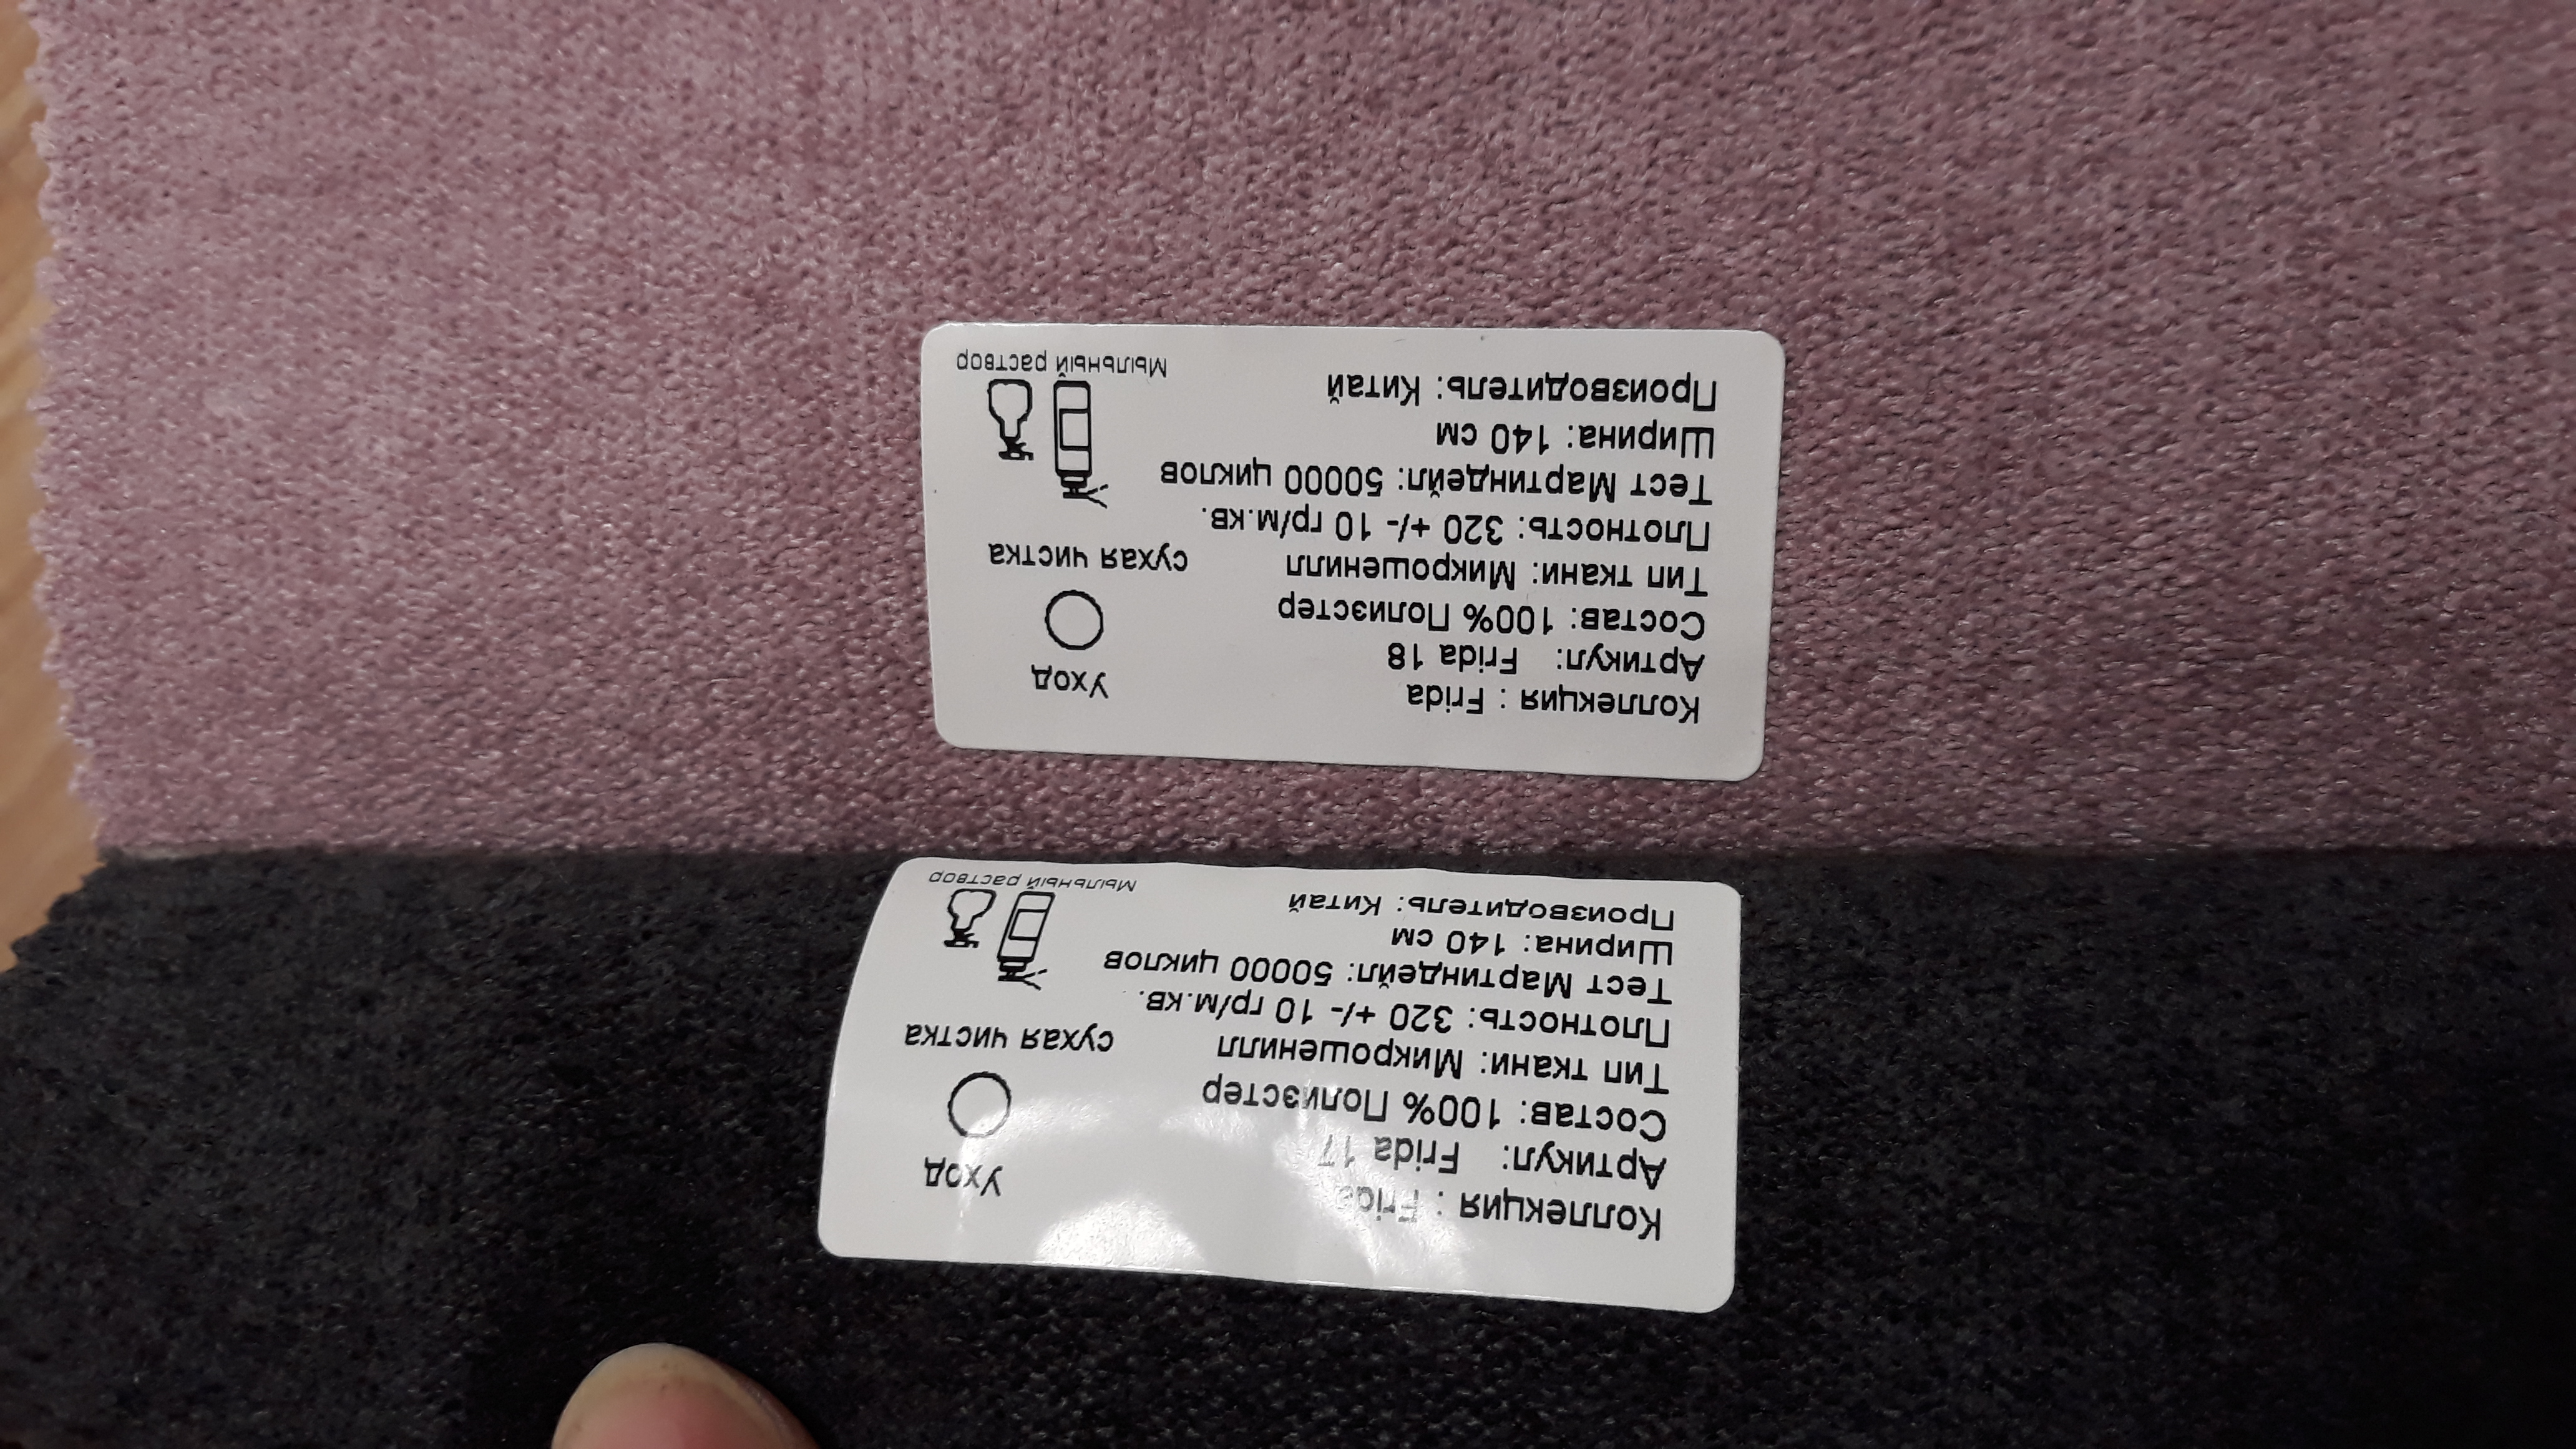 Коллекция : Frida
Артикул: Frida 17
Состав: 100% Полиэстер
Тип ткани: Микрошенилл
Плотность: 320 +/- 10 гр/м.кв.
Тест Мартиндейл: 50000 циклов
Ширина: 140 см
Производитель: Китай
Уход
сухая чистка
Мыльный раствор
Коллекция : Frida
Артикул: Frida 18
Состав: 100% Полиэстер
Тип ткани: Микрошенилл
Плотность: 320 +/- 10 гр/м.кв.
Тест Мартиндейл: 50000 циклов
Ширина: 140 см
Производитель: Китай
Уход
сухая чистка
Мыльный раствор